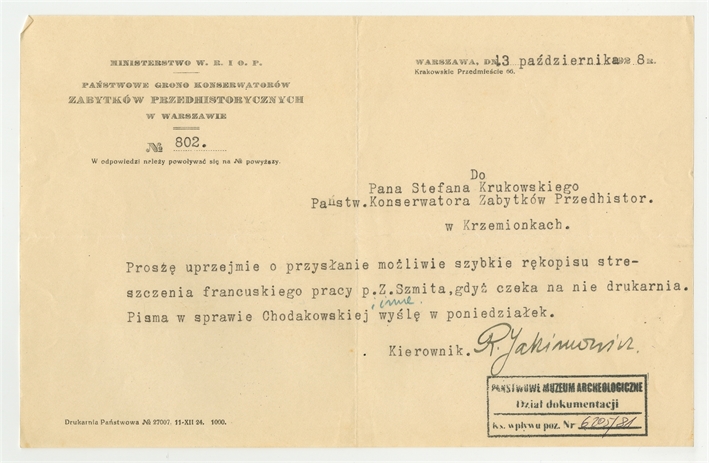 MINISTERSTWO W. R. I O. P.
PAŃSTWOWE GRONO KONSERWATORÓW
ZABYTKÓW PRZEDHISTORYCZNYCH
W WARSZAWIE
№ 802.
W odpowiedzi należy powoływać się na № powyższy.
WARSZAWA, DN. 13 października 192 8 R.
Krakowskie Przedmieście 66.
Do
Pana Stefana Krukowskiego
Państw.Konserwatora Zabytków Przedhistor.
w Krzemionkach.
Proszę uprzejmie o przysłanie możliwie szybkie rękopisu stre-
szczenia francuskiego pracy p.Z.Szmita,gdyż czeka na nie drukarnia.
inne.
Pisma w sprawie Chodakowskiej wyślę w poniedziałek.
Kierownik. R. Jakimowicz.
PAŃSTWOWE MUZEUM ARCHEOLOGICZNE
Dział dokumentacji
Ks. wpływu poz. Nr 6205/81
Drukarnia Państwowa № 27007. 11-XII 24. 1000.